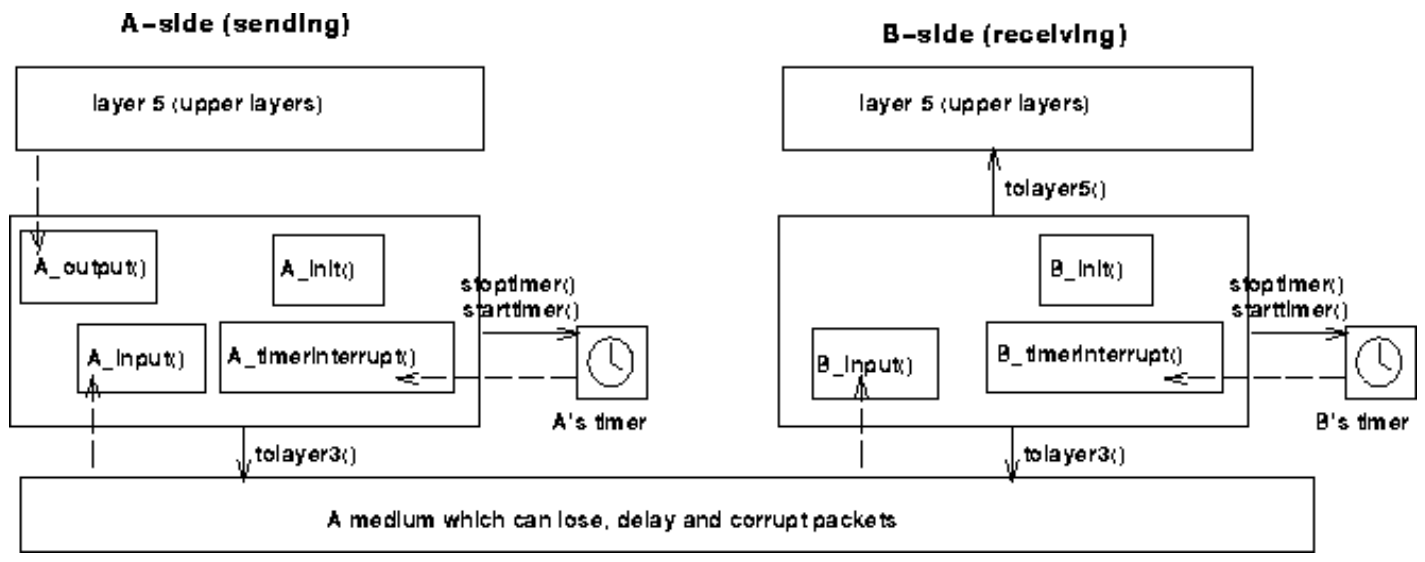 A-side (sending)
B-side (receiving)
layer 5 (upper layers)
layer 5 (upper layers)
tolayer5()
A_output()
A_init()
B_init()
stoptimer()
starttimer()
stoptimer()
starttimer()
A_input()
A_timerinterrupt()
B_input()
B_timerinterrupt()
A's timer
B's timer
tolayer3()
tolayer3()
A medium which can lose, delay and corrupt packets